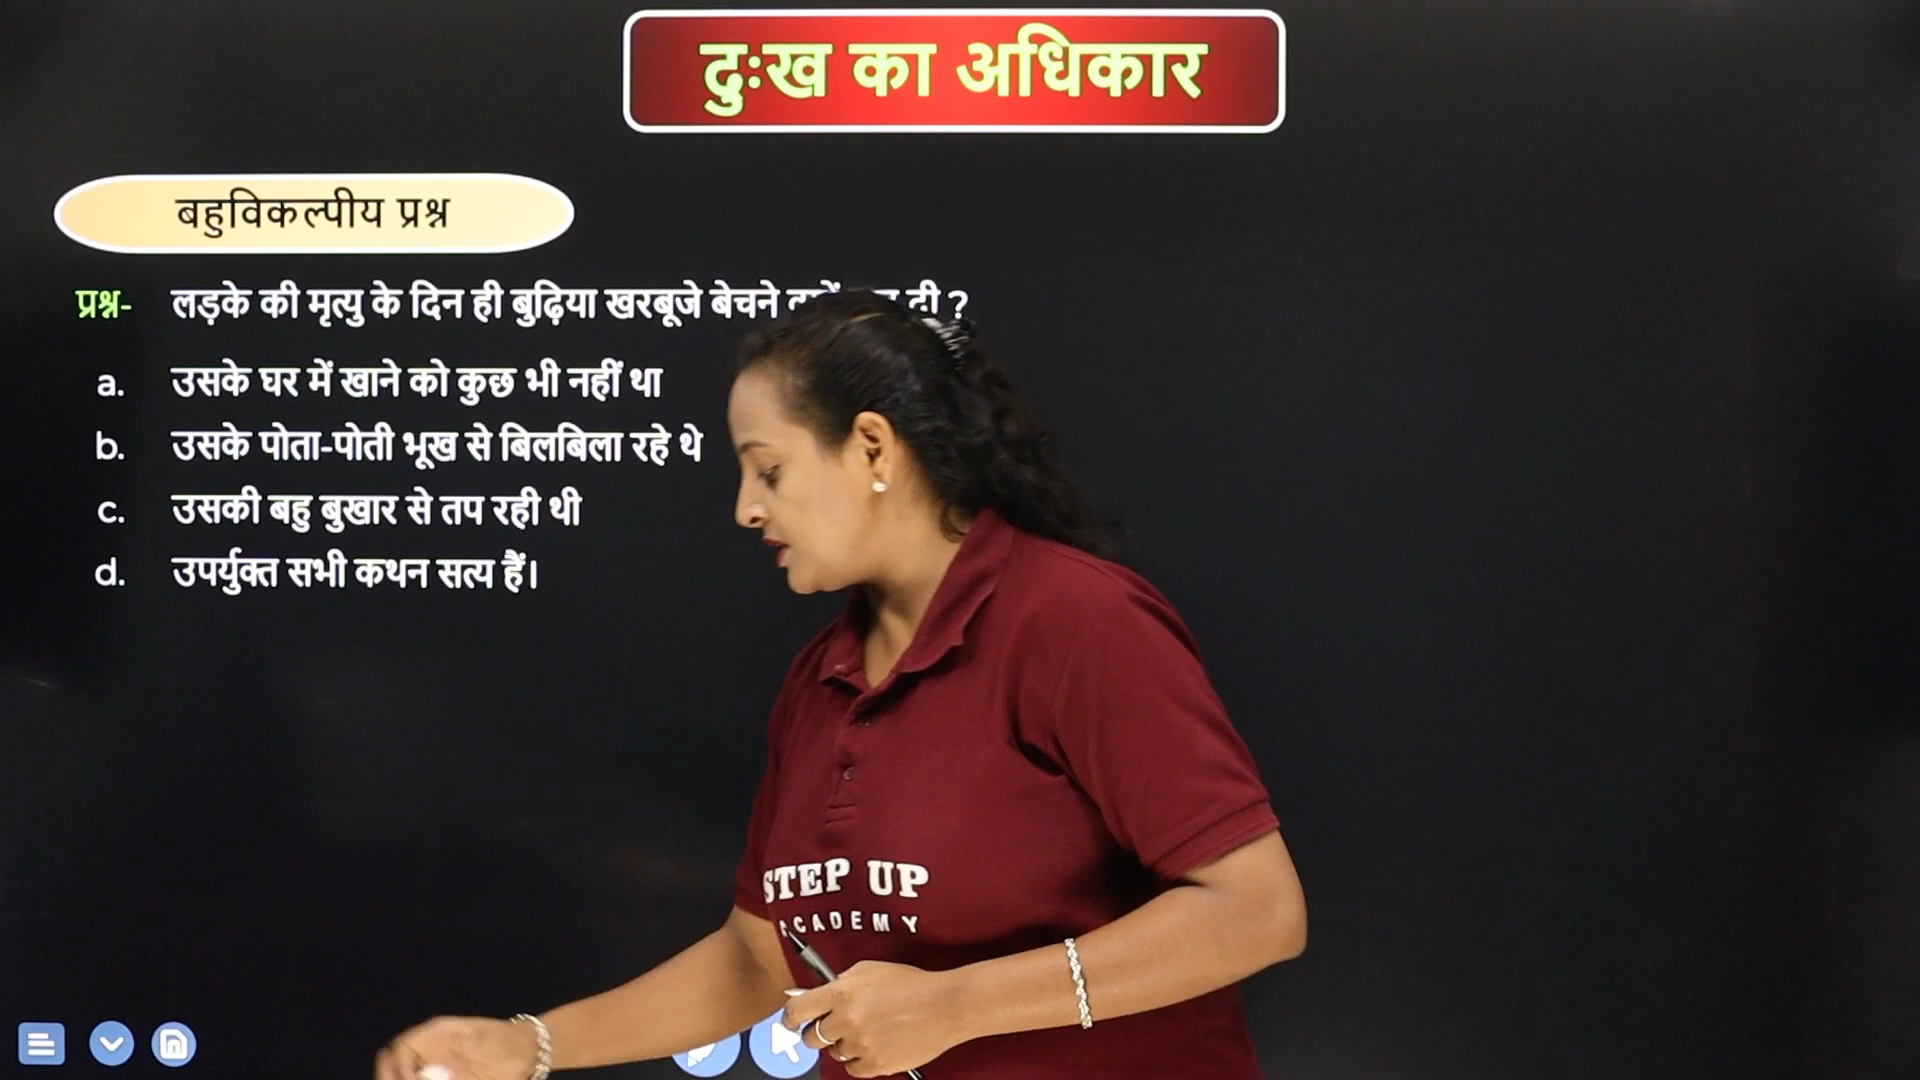 दुःख का अधिकार
बहुविकल्पीय प्रश्न
प्रश्न- लड़के की मृत्यु के दिन ही बुढ़िया खरबूजे बेचने दी ?
a. उसके घर में खाने को कुछ भी नहीं था
b. उसके पोता-पोती भूख से बिलबिला रहे थे
c. उसकी बहु बुखार से तप रही थी
d. उपर्युक्त सभी कथन सत्य हैं।
STEP UP
ACADEMY